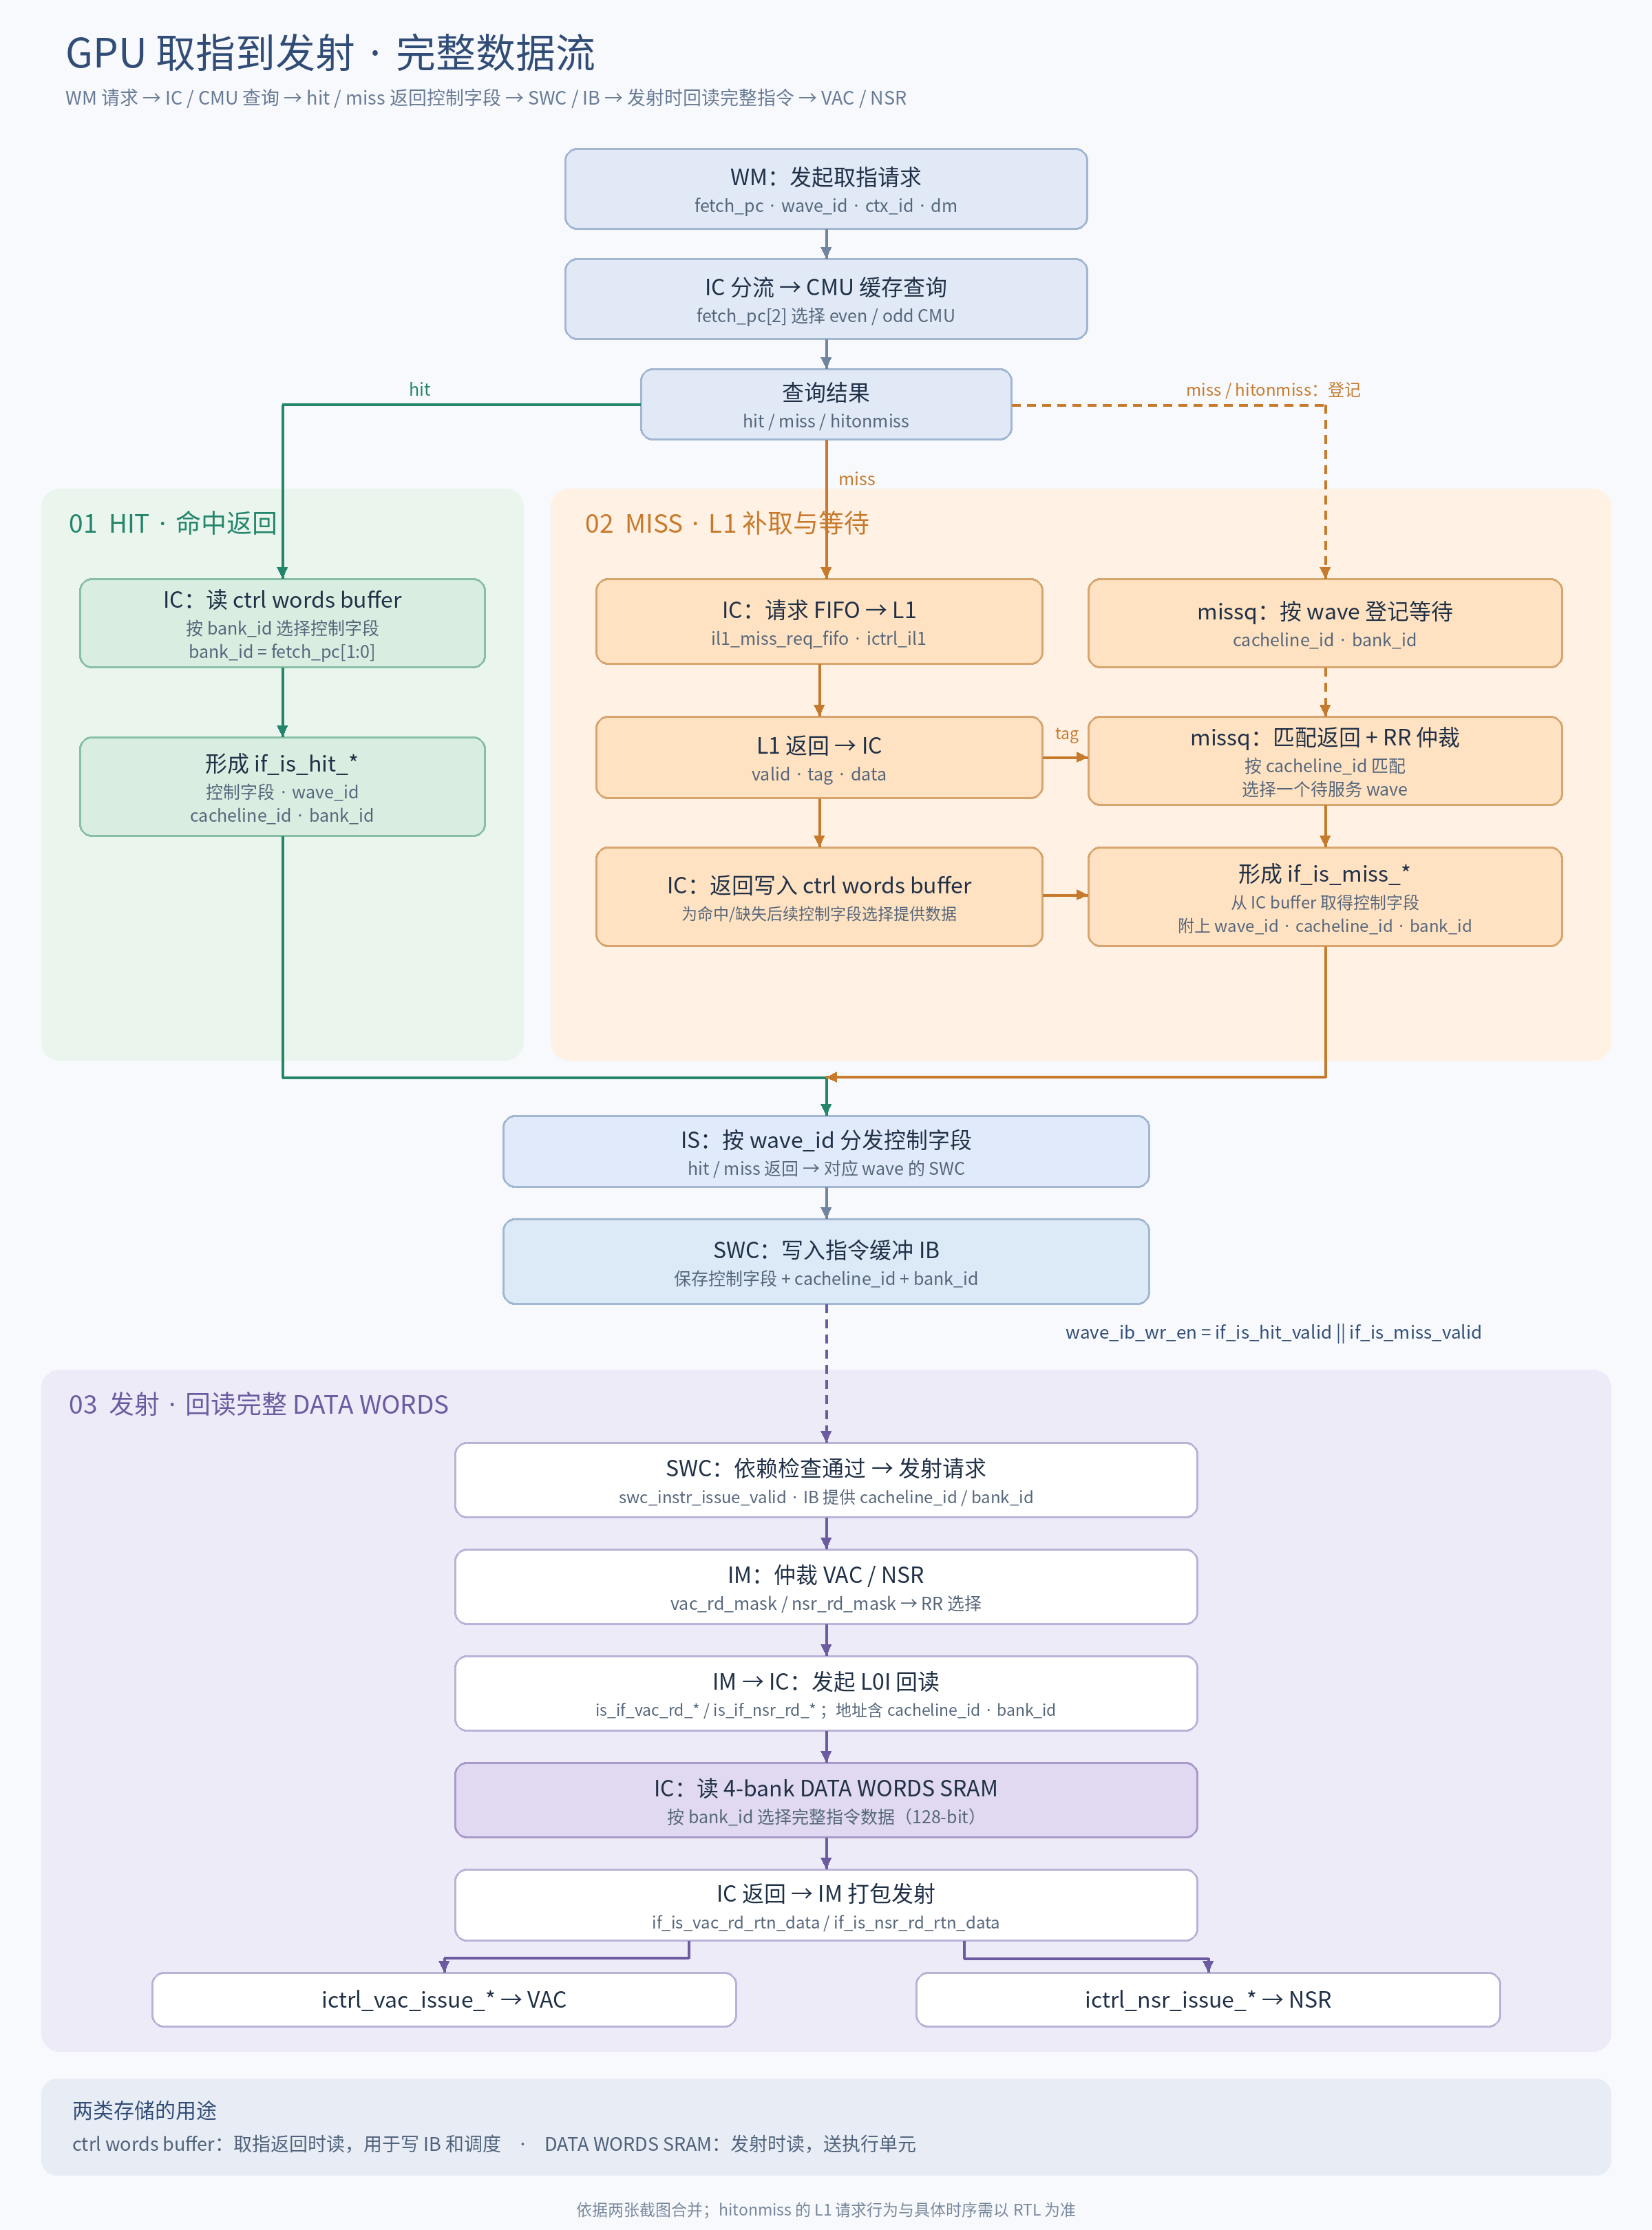 GPU 取指到发射 · 完整数据流
WM 请求 → IC / CMU 查询 → hit / miss 返回控制字段 → SWC / IB → 发射时回读完整指令 → VAC / NSR
WM：发起取指请求
fetch_pc · wave_id · ctx_id · dm
IC 分流 → CMU 缓存查询
fetch_pc[2] 选择 even / odd CMU
查询结果
hit / miss / hitonmiss
hit
miss / hitonmiss：登记
miss
01 HIT · 命中返回
IC：读 ctrl words buffer
按 bank_id 选择控制字段
bank_id = fetch_pc[1:0]
形成 if_is_hit_*
控制字段 · wave_id
cacheline_id · bank_id
02 MISS · L1 补取与等待
IC：请求 FIFO → L1
il1_miss_req_fifo · ictrl_il1
missq：按 wave 登记等待
cacheline_id · bank_id
L1 返回 → IC
valid · tag · data
tag
missq：匹配返回 + RR 仲裁
按 cacheline_id 匹配
选择一个待服务 wave
IC：返回写入 ctrl words buffer
为命中/缺失后续控制字段选择提供数据
形成 if_is_miss_*
从 IC buffer 取得控制字段
附上 wave_id · cacheline_id · bank_id
IS：按 wave_id 分发控制字段
hit / miss 返回 → 对应 wave 的 SWC
SWC：写入指令缓冲 IB
保存控制字段 + cacheline_id + bank_id
wave_ib_wr_en = if_is_hit_valid || if_is_miss_valid
03 发射 · 回读完整 DATA WORDS
SWC：依赖检查通过 → 发射请求
swc_instr_issue_valid · IB 提供 cacheline_id / bank_id
IM：仲裁 VAC / NSR
vac_rd_mask / nsr_rd_mask → RR 选择
IM → IC：发起 L0I 回读
is_if_vac_rd_* / is_if_nsr_rd_*；地址含 cacheline_id · bank_id
IC：读 4-bank DATA WORDS SRAM
按 bank_id 选择完整指令数据（128-bit）
IC 返回 → IM 打包发射
if_is_vac_rd_rtn_data / if_is_nsr_rd_rtn_data
ictrl_vac_issue_* → VAC
ictrl_nsr_issue_* → NSR
两类存储的用途
ctrl words buffer：取指返回时读，用于写 IB 和调度 · DATA WORDS SRAM：发射时读，送执行单元
依据两张截图合并；hitonmiss 的 L1 请求行为与具体时序需以 RTL 为准